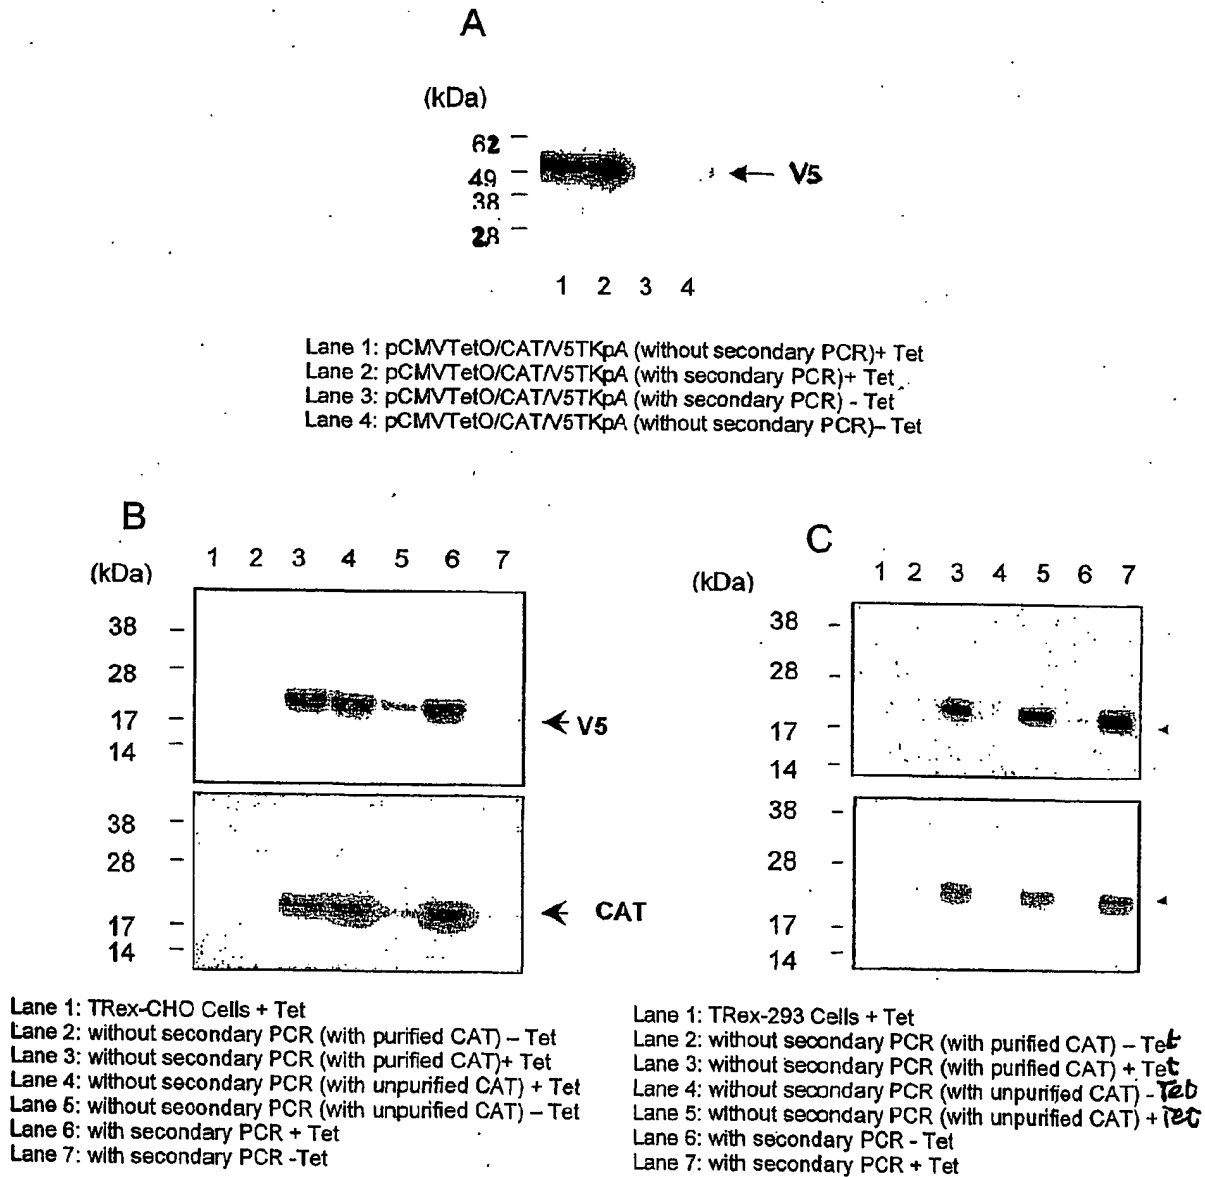 A
(kDa)
62
49
38
28
← V5
1 2 3 4
Lane 1: pCMVTetO/CAT/V5TKpA (without secondary PCR)+ Tet
Lane 2: pCMVTetO/CAT/V5TKpA (with secondary PCR)+ Tet
Lane 3: pCMVTetO/CAT/V5TKpA (with secondary PCR) - Tet
Lane 4: pCMVTetO/CAT/V5TKpA (without secondary PCR)– Tet
B
1 2 3 4 5 6 7
(kDa)
38
28
17
14
V5
38
28
17
14
CAT
Lane 1: TRex-CHO Cells + Tet
Lane 2: without secondary PCR (with purified CAT) – Tet
Lane 3: without secondary PCR (with purified CAT)+ Tet
Lane 4: without secondary PCR (with unpurified CAT) + Tet
Lane 5: without secondary PCR (with unpurified CAT) – Tet
Lane 6: with secondary PCR + Tet
Lane 7: with secondary PCR -Tet
C
1 2 3 4 5 6 7
(kDa)
38
28
17
14
38
28
17
14
Lane 1: TRex-293 Cells + Tet
Lane 2: without secondary PCR (with purified CAT) – Tet
Lane 3: without secondary PCR (with purified CAT) + Tet
Lane 4: without secondary PCR (with unpurified CAT) - Tet
Lane 5: without secondary PCR (with unpurified CAT) + Tet
Lane 6: with secondary PCR - Tet
Lane 7: with secondary PCR + Tet